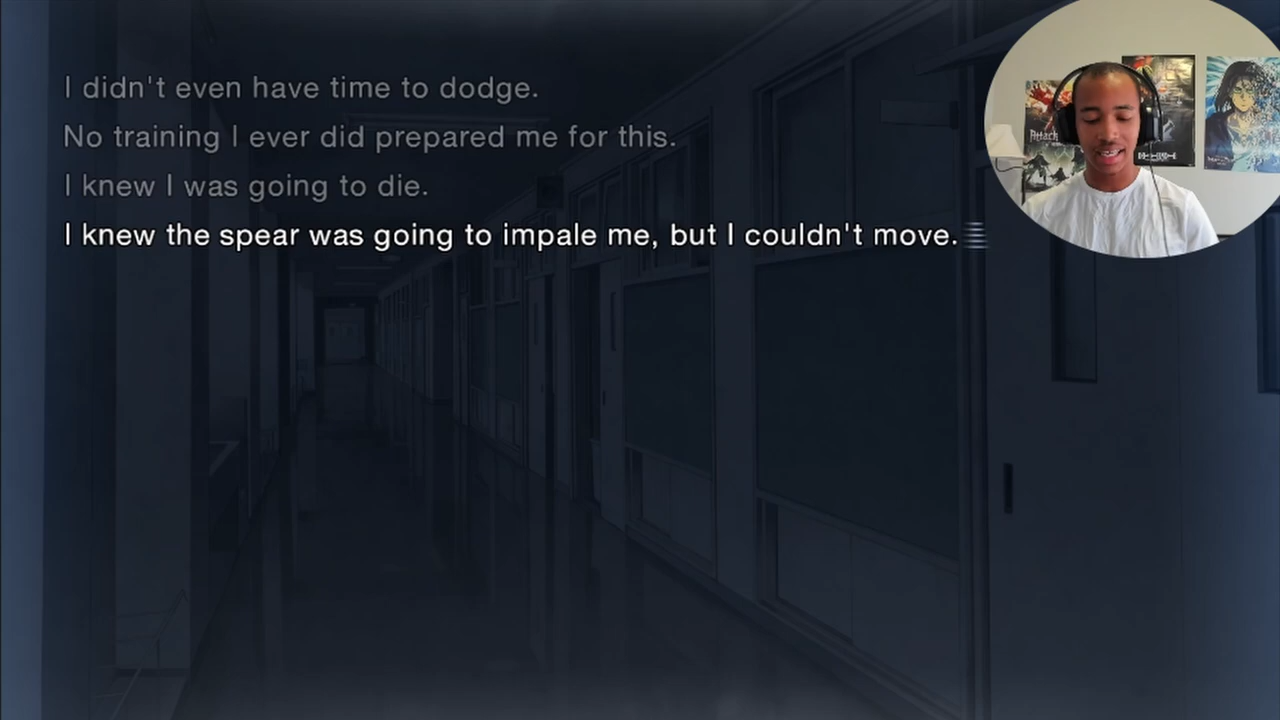 I didn't even have time to dodge.
No training I ever did prepared me for this.
I knew I was going to die.
I knew the spear was going to impale me, but I couldn't move.
Attack